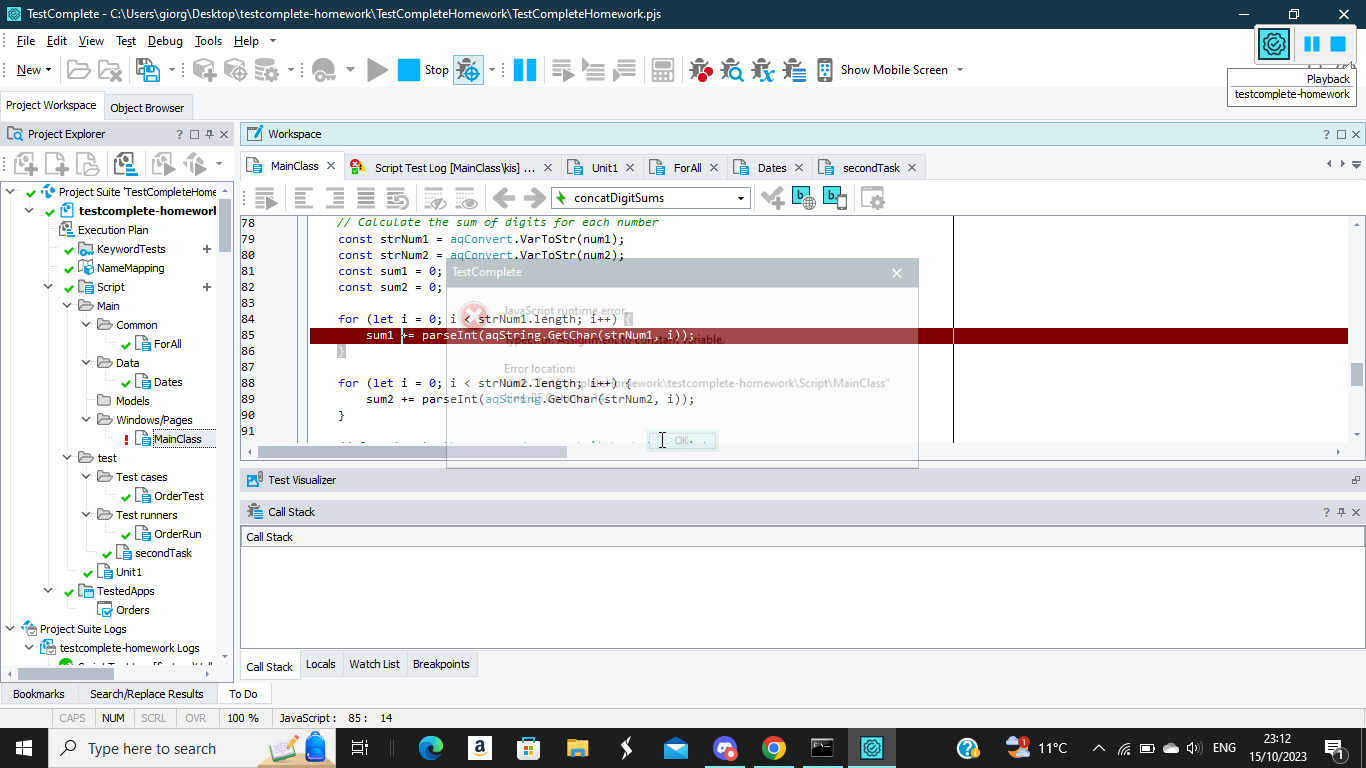 TestComplete - C:\Users\giorg\Desktop\testcomplete-homework\TestCompleteHomework\TestCompleteHomework.pjs
File Edit View Test Debug Tools Help
New Stop Show Mobile Screen
Playback
testcomplete-homework
Project Workspace Object Browser
Project Explorer
Project Suite 'TestCompleteHome
testcomplete-homework
Execution Plan
KeywordTests
NameMapping
Script
Main
Common
ForAll
Data
Dates
Models
Windows/Pages
MainClass
test
Test cases
OrderTest
Test runners
OrderRun
secondTask
Unit1
TestedApps
Orders
Project Suite Logs
testcomplete-homework Logs
Workspace
MainClass Script Test Log [MainClass\kis] ... Unit1 ForAll Dates secondTask
concatDigitSums
78 // Calculate the sum of digits for each number
79 const strNum1 = aqConvert.VarToStr(num1);
80 const strNum2 = aqConvert.VarToStr(num2);
81 const sum1 = 0;
82 const sum2 = 0;
83
84 for (let i = 0; i < strNum1.length; i++) {
85 sum1 += parseInt(aqString.GetChar(strNum1, i));
86 }
87
88 for (let i = 0; i < strNum2.length; i++) {
89 sum2 += parseInt(aqString.GetChar(strNum2, i));
90 }
91
TestComplete
JavaScript runtime error.
Assignment to constant variable.
Error location:
OK
Test Visualizer
Call Stack
Call Stack
Call Stack Locals Watch List Breakpoints
Bookmarks Search/Replace Results To Do
CAPS NUM SCRL OVR 100 % JavaScript : 85 : 14
Type here to search
11°C ENG
23:12
15/10/2023
1